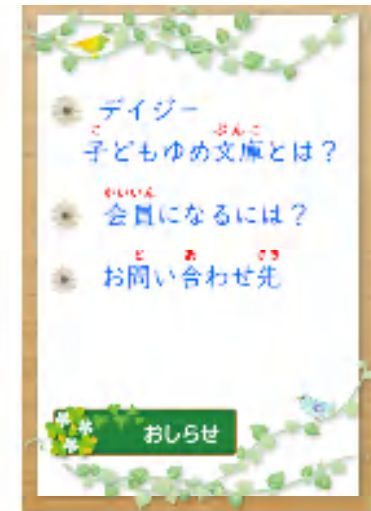 デイジー
子どもゆめ文庫とは?
会員になるには?
お問い合わせ先
おしらせ